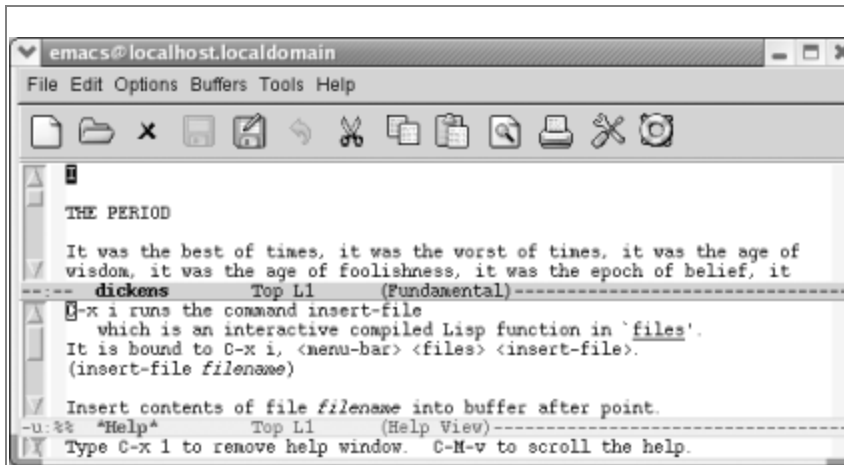 emacs@localhost.localdomain
File Edit Options Buffers Tools Help
I
THE PERIOD
It was the best of times, it was the worst of times, it was the age of
wisdom, it was the age of foolishness, it was the epoch of belief, it
--:-- dickens Top L1 (Fundamental)----------------------------------
C-x i runs the command insert-file
which is an interactive compiled Lisp function in `files'.
It is bound to C-x i, <menu-bar> <files> <insert-file>.
(insert-file filename)
Insert contents of file filename into buffer after point.
-u:%% *Help* Top L1 (Help View)------------------------------------
Type C-x 1 to remove help window. C-M-v to scroll the help.